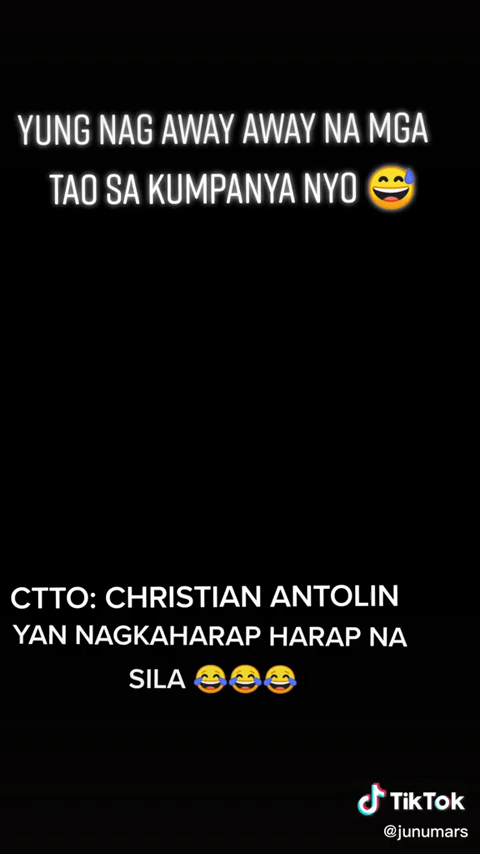 YUNG NAG AWAY AWAY NA MGA
TAO SA KUMPANYA NYO 😅
CTTO: CHRISTIAN ANTOLIN
YAN NAGKAHARAP HARAP NA
SILA 😂😂😂
TikTok
@junumars